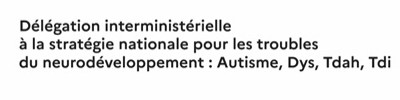 Délégation interministérielle
à la stratégie nationale pour les troubles
du neurodéveloppement : Autisme, Dys, Tdah, Tdi